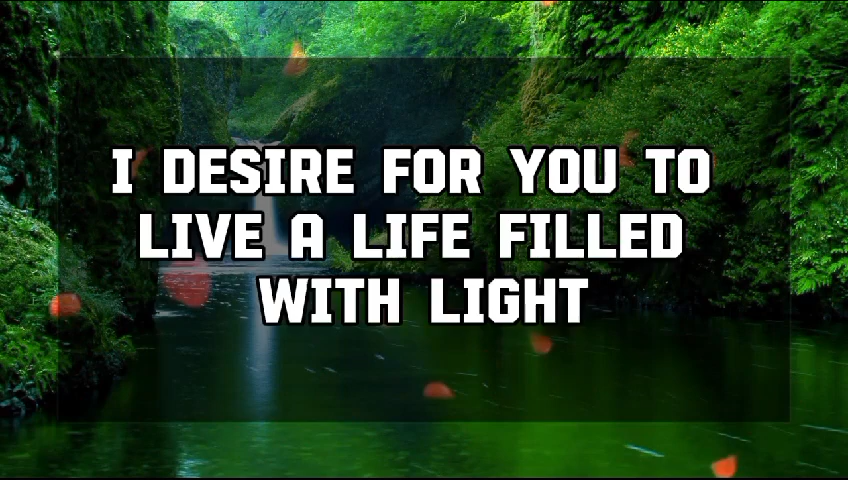 I DESIRE FOR YOU TO
LIVE A LIFE FILLED
WITH LIGHT